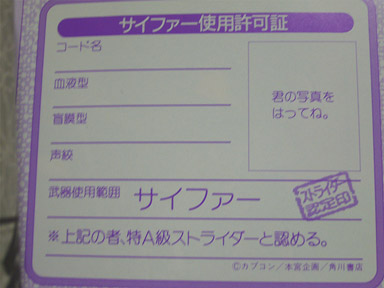 サイファー使用許可証
コード名
血液型
盲膜型
声紋
君の写真を
はってね。
武器使用範囲 サイファー
ストライダー
認定印
※上記の者、特A級ストライダーと認める。
©カプコン/本宮企画/角川書店